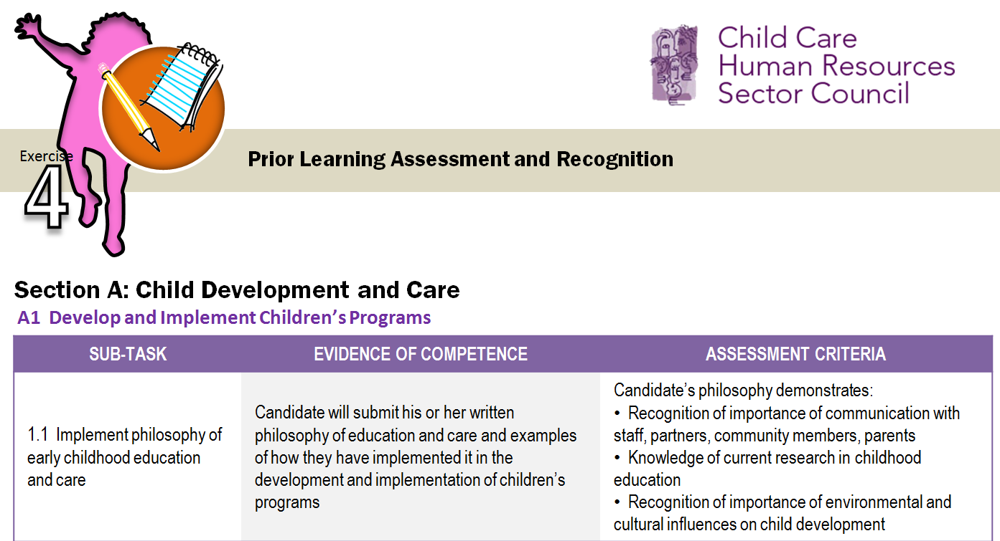 Child Care
Human Resources
Sector Council
Exercise
4
Prior Learning Assessment and Recognition
Section A: Child Development and Care
A1 Develop and Implement Children's Programs
SUB-TASK
EVIDENCE OF COMPETENCE
ASSESSMENT CRITERIA
1.1 Implement philosophy of
early childhood education
and care
Candidate will submit his or her written
philosophy of education and care and examples
of how they have implemented it in the
development and implementation of children's
programs
Candidate's philosophy demonstrates:
• Recognition of importance of communication with
staff, partners, community members, parents
• Knowledge of current research in childhood
education
• Recognition of importance of environmental and
cultural influences on child development